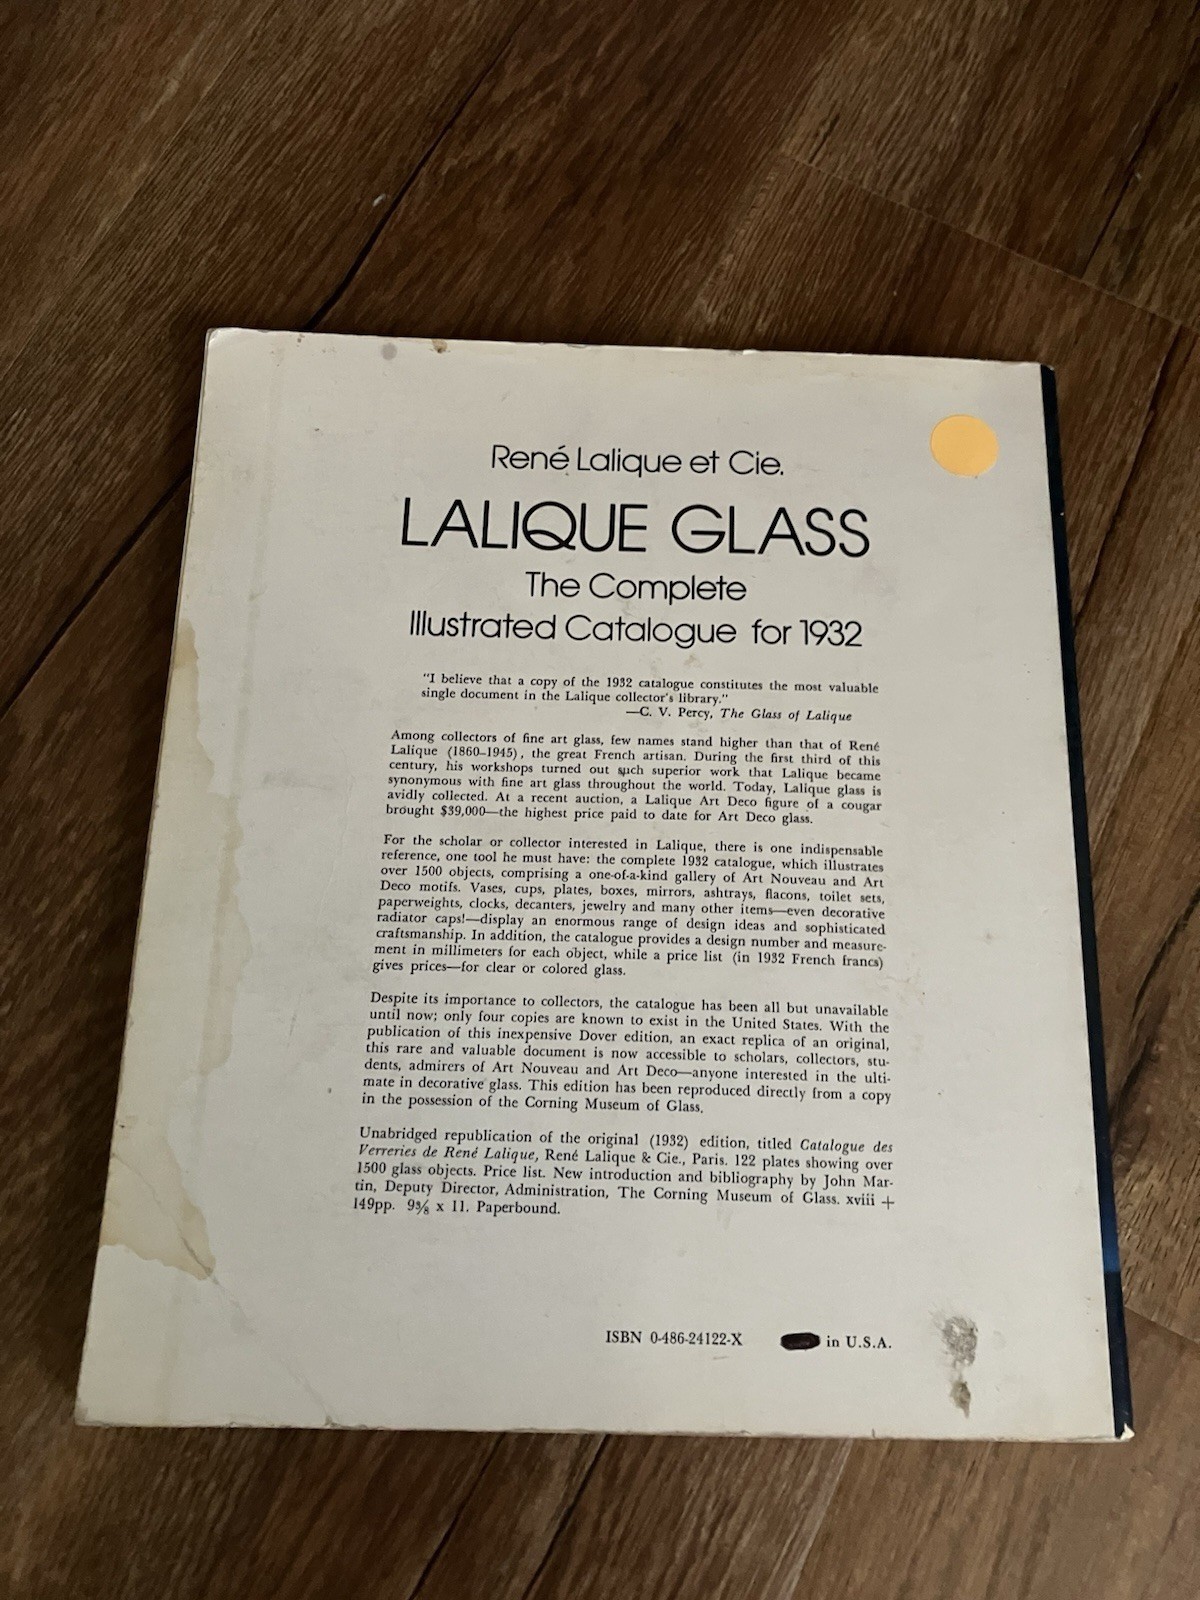 René Lalique et Cie.
LALIQUE GLASS
The Complete
Illustrated Catalogue for 1932
"I believe that a copy of the 1932 catalogue constitutes the most valuable
single document in the Lalique collector's library."
—C. V. Percy, The Glass of Lalique
Among collectors of fine art glass, few names stand higher than that of René
Lalique (1860–1945), the great French artisan. During the first third of this
century, his workshops turned out such superior work that Lalique became
synonymous with fine art glass throughout the world. Today, Lalique glass is
avidly collected. At a recent auction, a Lalique Art Deco figure of a cougar
brought $39,000—the highest price paid to date for Art Deco glass.
For the scholar or collector interested in Lalique, there is one indispensable
reference, one tool he must have: the complete 1932 catalogue, which illustrates
over 1500 objects, comprising a one-of-a-kind gallery of Art Nouveau and Art
Deco motifs. Vases, cups, plates, boxes, mirrors, ashtrays, flacons, toilet sets,
paperweights, clocks, decanters, jewelry and many other items—even decorative
radiator caps!—display an enormous range of design ideas and sophisticated
craftsmanship. In addition, the catalogue provides a design number and measure-
ment in millimeters for each object, while a price list (in 1932 French francs)
gives prices—for clear or colored glass.
Despite its importance to collectors, the catalogue has been all but unavailable
until now; only four copies are known to exist in the United States. With the
publication of this inexpensive Dover edition, an exact replica of an original,
this rare and valuable document is now accessible to scholars, collectors, stu-
dents, admirers of Art Nouveau and Art Deco—anyone interested in the ulti-
mate in decorative glass. This edition has been reproduced directly from a copy
in the possession of the Corning Museum of Glass.
Unabridged republication of the original (1932) edition, titled Catalogue des
Verreries de René Lalique, René Lalique & Cie., Paris. 122 plates showing over
1500 glass objects. Price list. New introduction and bibliography by John Mar-
tin, Deputy Director, Administration, The Corning Museum of Glass. xviii +
149pp. 9⅜ x 11. Paperbound.
ISBN 0-486-24122-X
in U.S.A.